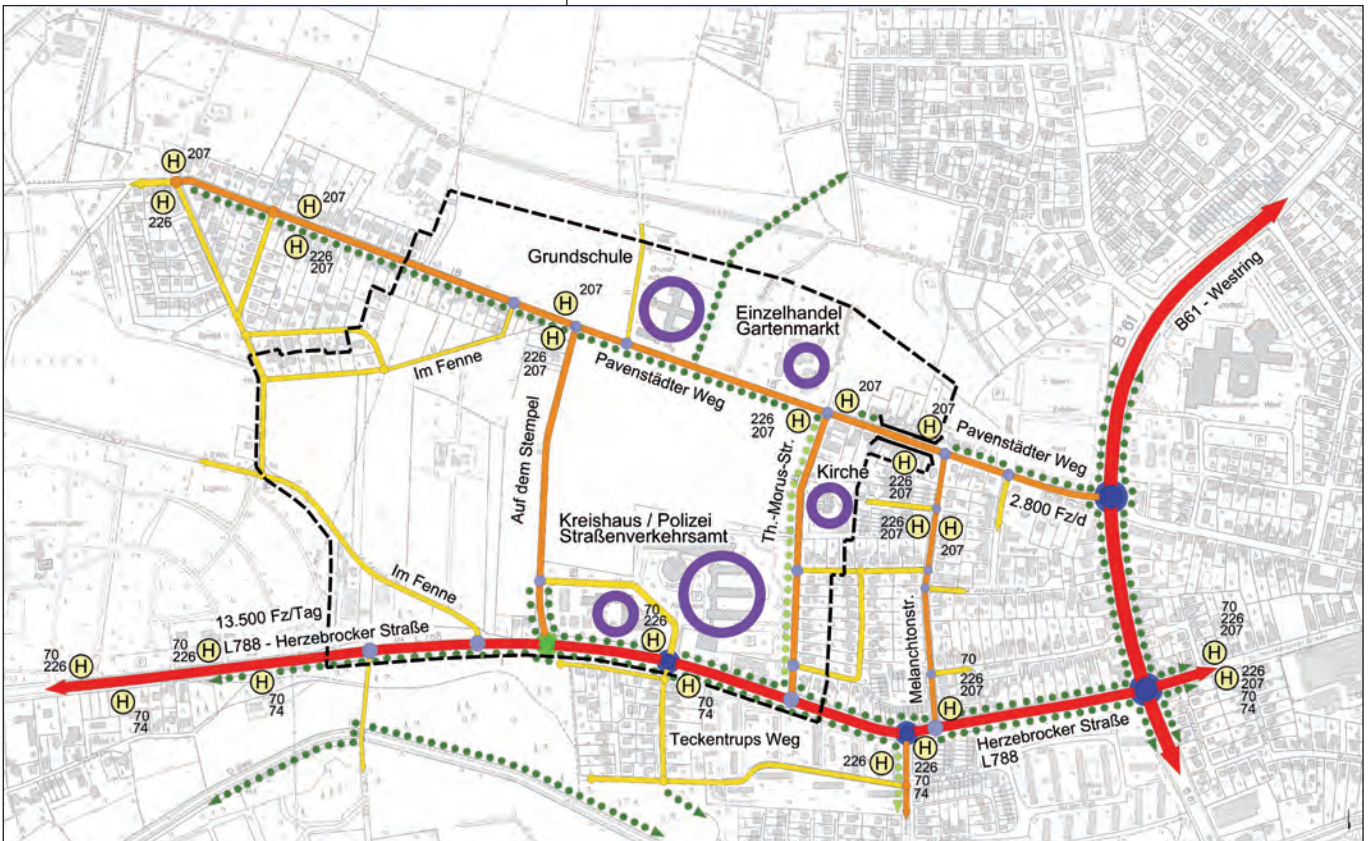 H 207
H
226
H 207
H
226
207
Grundschule
H 207
H
226
207
Einzelhandel
Gartenmarkt
B 61
B61 - Westring
Im Fenne
Pavenstädter Weg
H 207
226
207 H
207
H
Pavenstädter Weg
Auf dem Stempel
Th.-Morus-Str.
Kirche
H
226
207
2.800 Fz/d
Kreishaus / Polizei
Straßenverkehrsamt
226
207 H
H
207
Im Fenne
13.500 Fz/Tag
L788 - Herzebrocker Straße
70
226 H
70
226 H
70
226
H
H
70
74
H
70
74
H
70
74
Melanchtonstr.
70
226
207
H
70
226
207
H
H 226
207
70
74
Teckentrups Weg
226 H
H
226
70
74
Herzebrocker Straße
L788